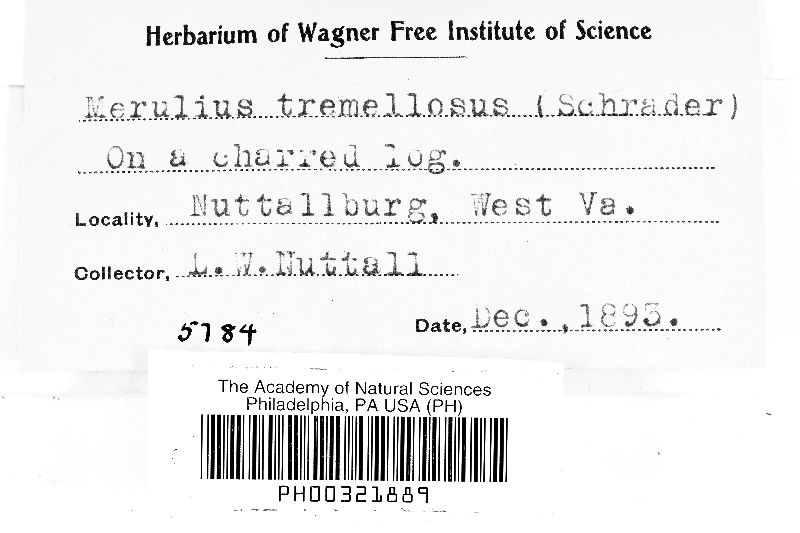 Herbarium of Wagner Free Institute of Science
Merulius tremellosus (Schrader)
On a charred log.
Locality, Nuttallburg, West Va.
Collector, L.W.Nuttall
Date, Dec.,1893.
5784
The Academy of Natural Sciences
Philadelphia, PA USA (PH)
PH00321889